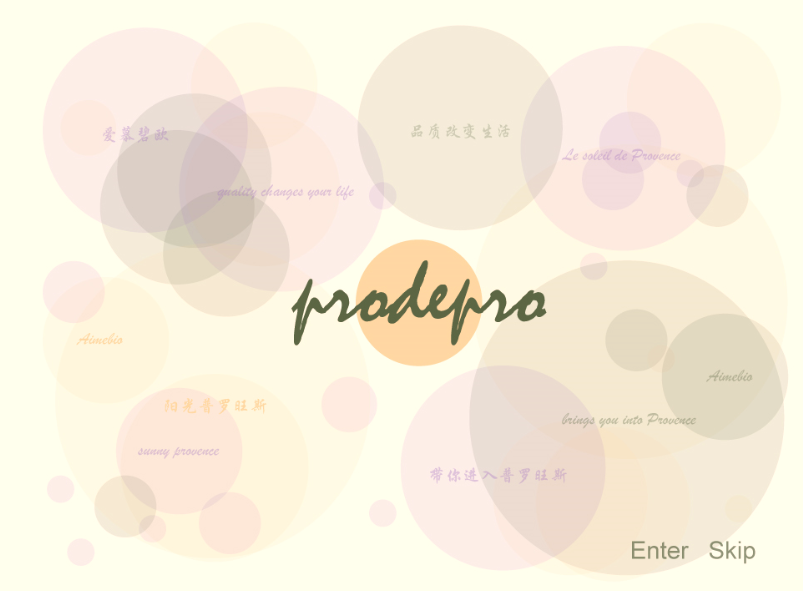 爱慕碧欧
品质改变生活
Le soleil de Provence
quality changes your life
prodepro
Aimebio
Aimebio
阳光普罗旺斯
brings you into Provence
sunny provence
带你进入普罗旺斯
Enter Skip